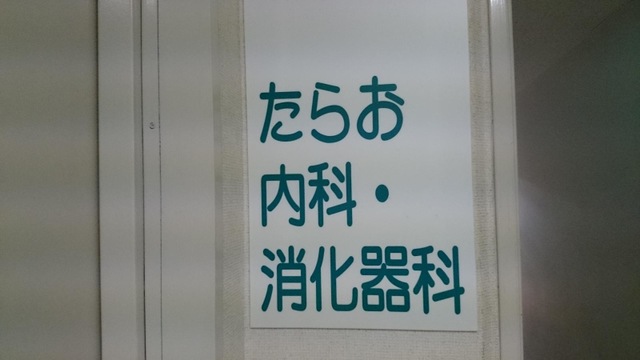 たらお
内科・
消化器科